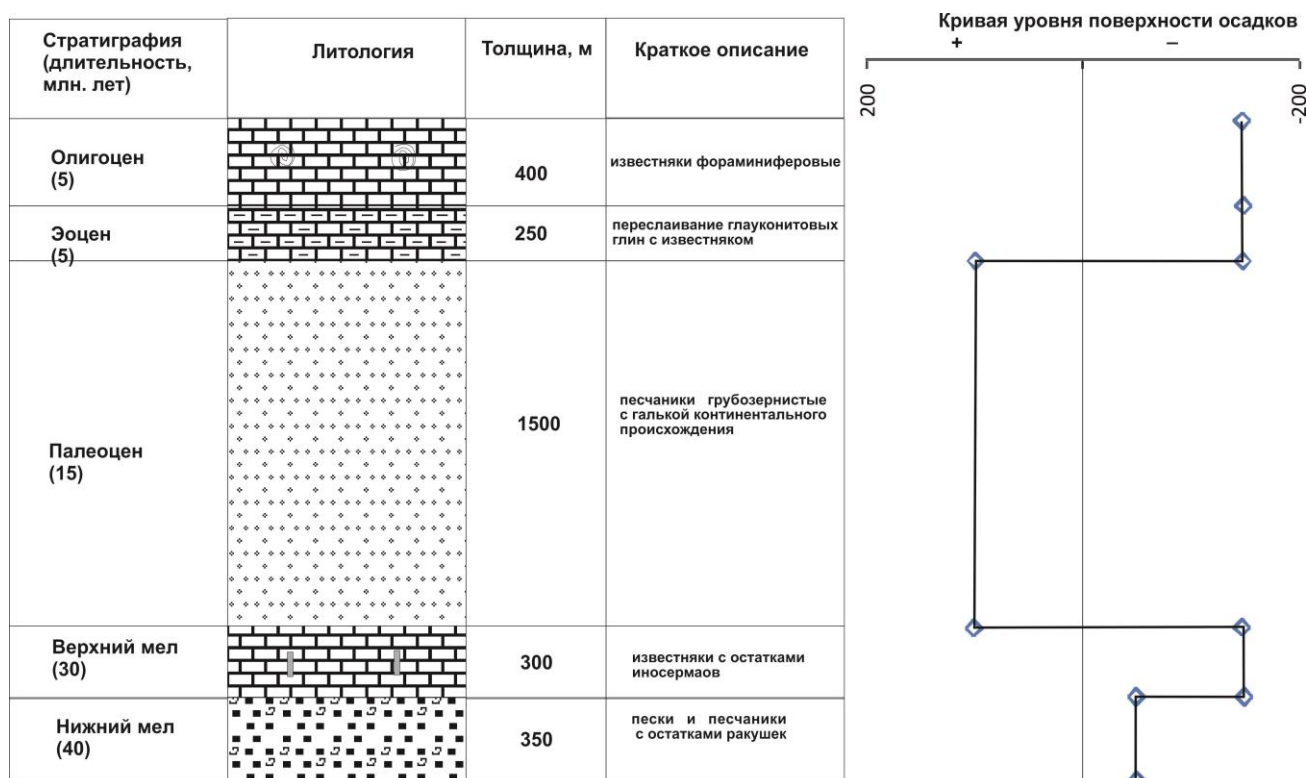 Стратиграфия
(длительность,
млн. лет)
Литология
Толщина, м
Краткое описание
Кривая уровня поверхности осадков
+
–
200
-200
Олигоцен
(5)
400
известняки фораминиферовые
Эоцен
(5)
250
переслаивание глауконитовых
глин с известняком
Палеоцен
(15)
1500
песчаники грубозернистые
с галькой континентального
происхождения
Верхний мел
(30)
300
известняки с остатками
иносермаов
Нижний мел
(40)
350
пески и песчаники
с остатками ракушек